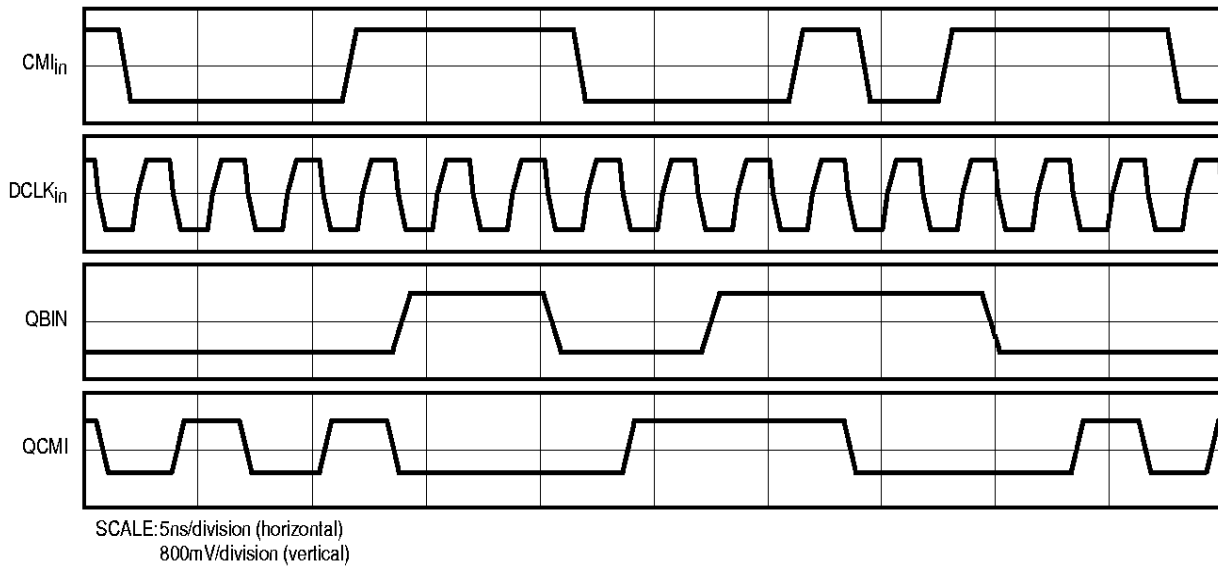 CMIin
DCLKin
QBIN
QCMI
SCALE: 5ns/division (horizontal)
800mV/division (vertical)